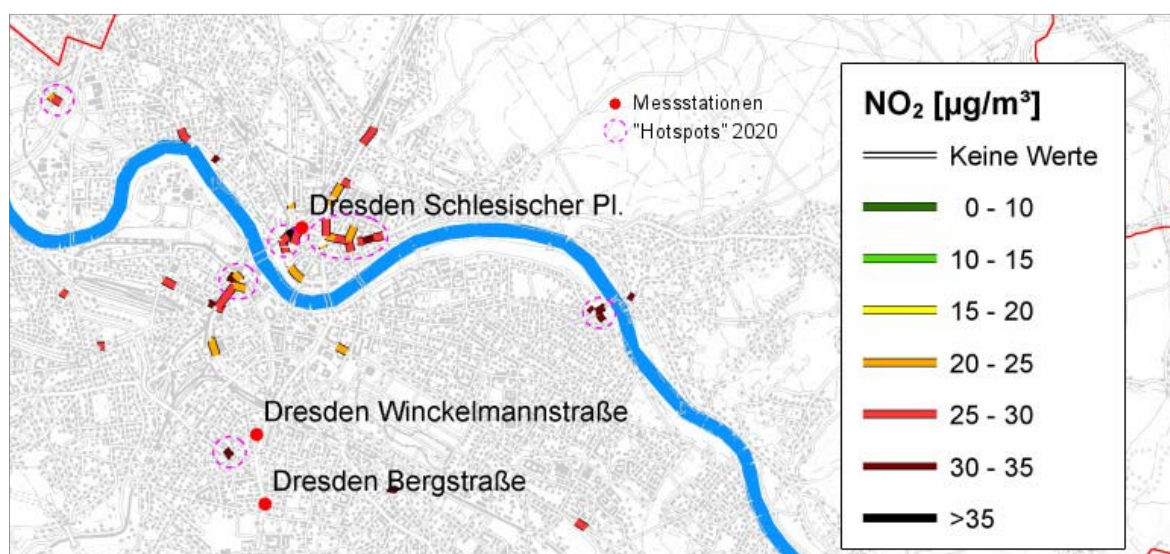 Messstationen
"Hotspots" 2020
Dresden Schlesischer Pl.
Dresden Winckelmannstraße
Dresden Bergstraße
NO₂ [µg/m³]
Keine Werte
0 - 10
10 - 15
15 - 20
20 - 25
25 - 30
30 - 35
>35